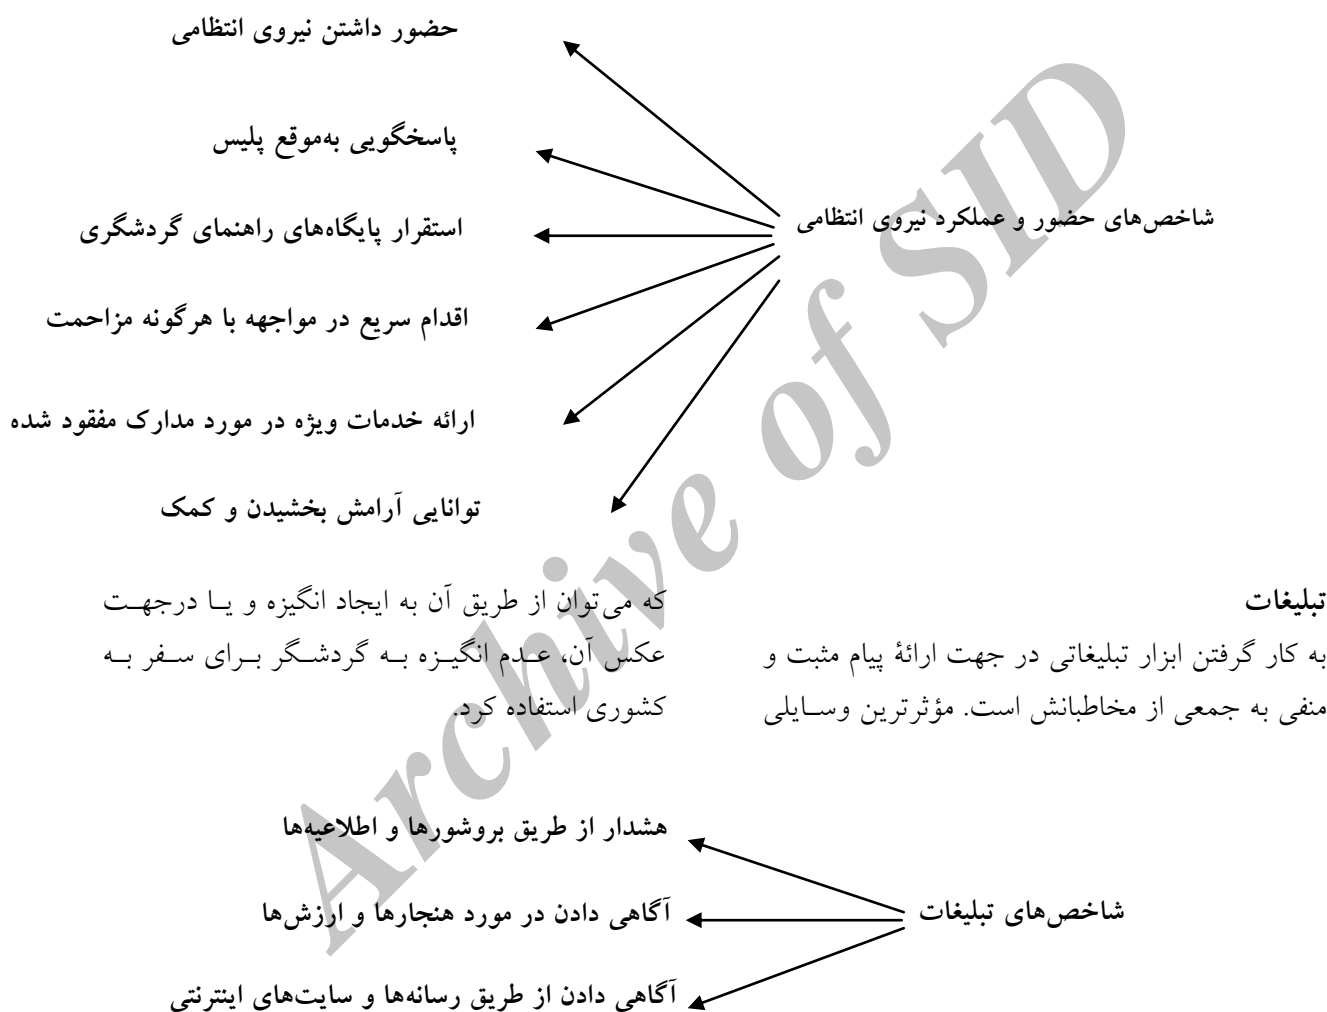 حضور داشتن نیروی انتظامی
پاسخگویی به‌موقع پلیس
شاخص‌های حضور و عملکرد نیروی انتظامی
استقرار پایگاه‌های راهنمای گردشگری
اقدام سریع در مواجهه با هرگونه مزاحمت
ارائه خدمات ویژه در مورد مدارک مفقود شده
توانایی آرامش بخشیدن و کمک
تبلیغات
به کار گرفتن ابزار تبلیغاتی در جهت ارائهٔ پیام مثبت و
منفی به جمعی از مخاطبانش است. مؤثرترین وسایلی
که می‌توان از طریق آن به ایجاد انگیزه و یا درجهت
عکس آن، عدم انگیزه به گردشگر برای سفر به
کشوری استفاده کرد.
هشدار از طریق بروشورها و اطلاعیه‌ها
شاخص‌های تبلیغات
آگاهی دادن در مورد هنجارها و ارزش‌ها
آگاهی دادن از طریق رسانه‌ها و سایت‌های اینترنتی
Archive of SID